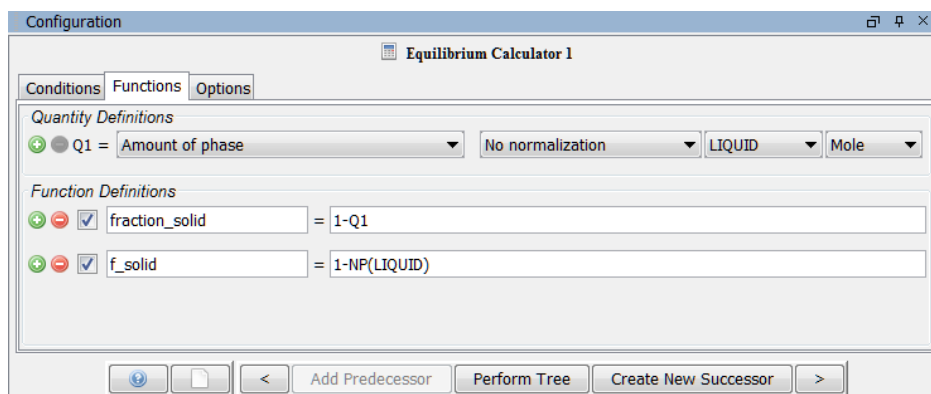 Configuration
Equilibrium Calculator 1
Conditions Functions Options
Quantity Definitions
Q1 = Amount of phase No normalization LIQUID Mole
Function Definitions
fraction_solid = 1-Q1
f_solid = 1-NP(LIQUID)
< Add Predecessor Perform Tree Create New Successor >